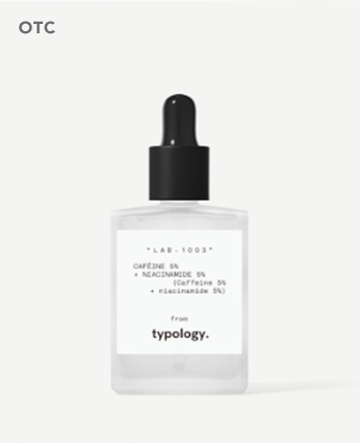 OTC
"LAB-1003"
CAFÉINE 5%
+ NIACINAMIDE 5%
(Caffeine 5%
+ niacinamide 5%)
from
typology.